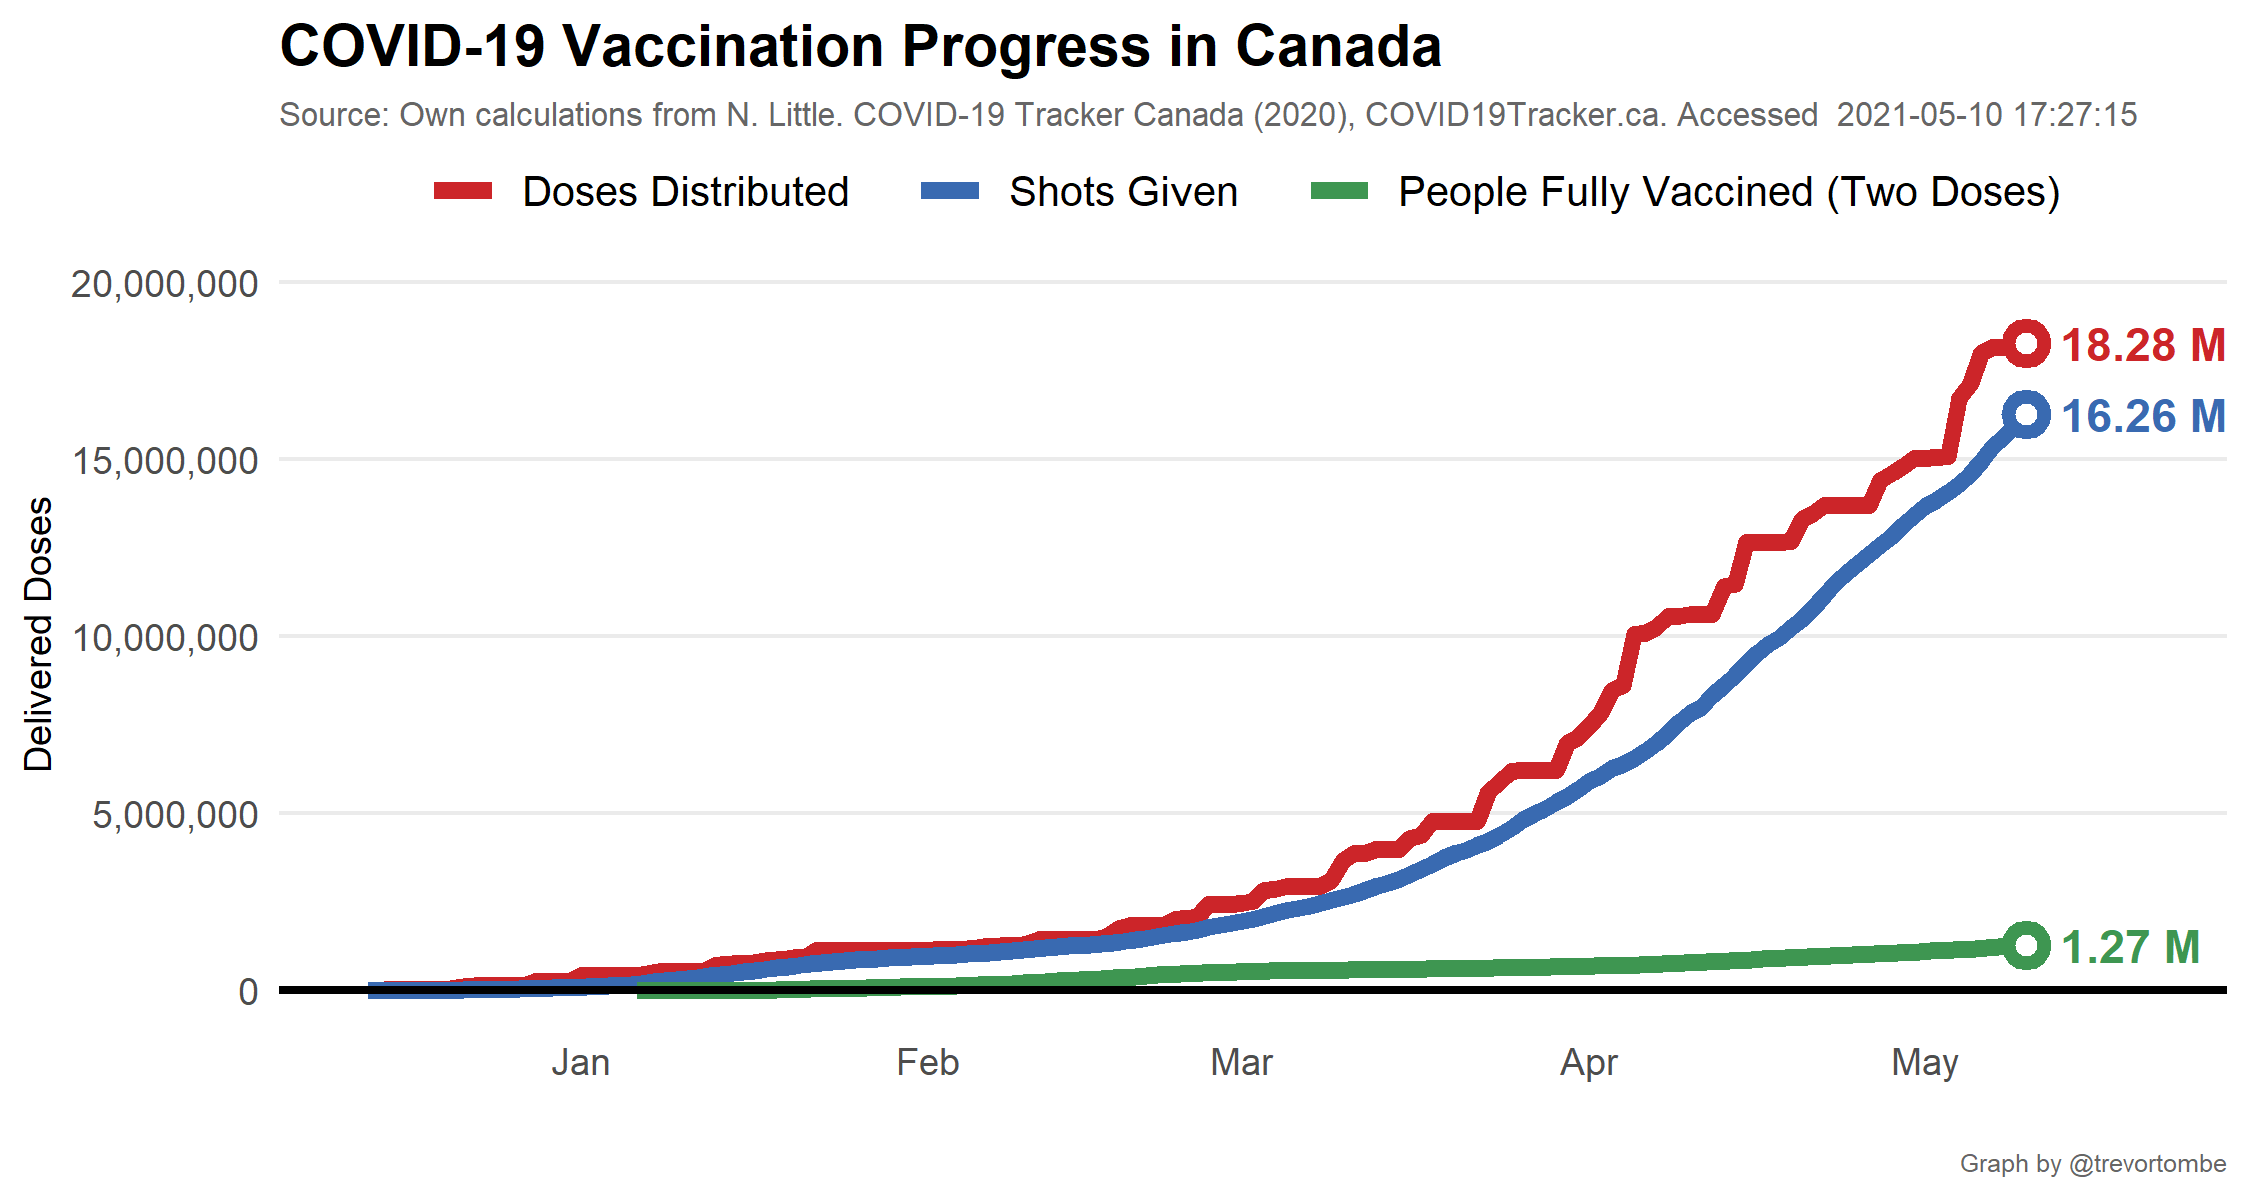 COVID-19 Vaccination Progress in Canada
Source: Own calculations from N. Little. COVID-19 Tracker Canada (2020), COVID19Tracker.ca. Accessed  2021-05-10 17:27:15
Doses Distributed
Shots Given
People Fully Vaccined (Two Doses)
20,000,000
15,000,000
10,000,000
5,000,000
0
Delivered Doses
18.28 M
16.26 M
1.27 M
Jan
Feb
Mar
Apr
May
Graph by @trevortombe